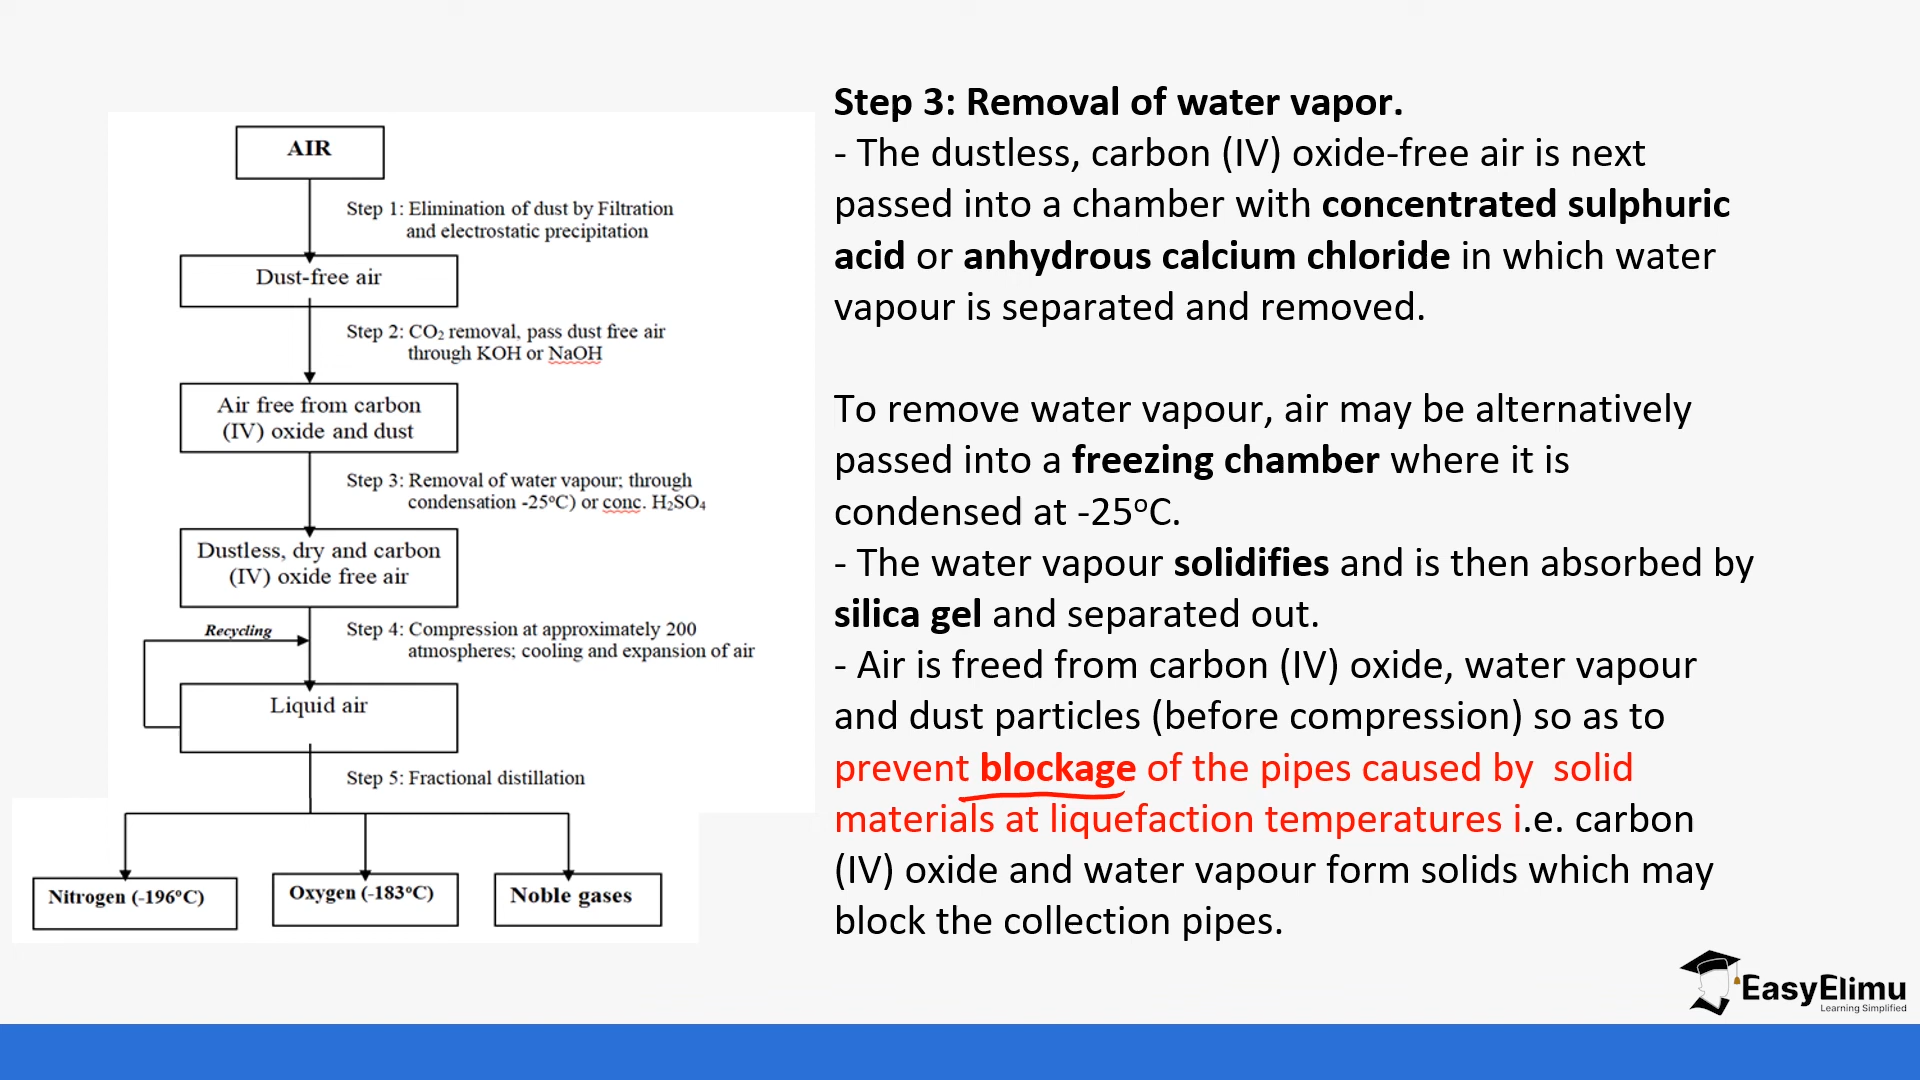 AIR
Step 1: Elimination of dust by Filtration
and electrostatic precipitation
Dust-free air
Step 2: CO₂ removal, pass dust free air
through KOH or NaOH
Air free from carbon
(IV) oxide and dust
Step 3: Removal of water vapour; through
condensation -25°C) or conc. H₂SO₄
Dustless, dry and carbon
(IV) oxide free air
Recycling
Step 4: Compression at approximately 200
atmospheres; cooling and expansion of air
Liquid air
Step 5: Fractional distillation
Nitrogen (-196°C)
Oxygen (-183°C)
Noble gases
Step 3: Removal of water vapor.
- The dustless, carbon (IV) oxide-free air is next
passed into a chamber with concentrated sulphuric
acid or anhydrous calcium chloride in which water
vapour is separated and removed.
To remove water vapour, air may be alternatively
passed into a freezing chamber where it is
condensed at -25°C.
- The water vapour solidifies and is then absorbed by
silica gel and separated out.
- Air is freed from carbon (IV) oxide, water vapour
and dust particles (before compression) so as to
prevent blockage of the pipes caused by  solid
materials at liquefaction temperatures i.e. carbon
(IV) oxide and water vapour form solids which may
block the collection pipes.
EasyElimu
Learning Simplified